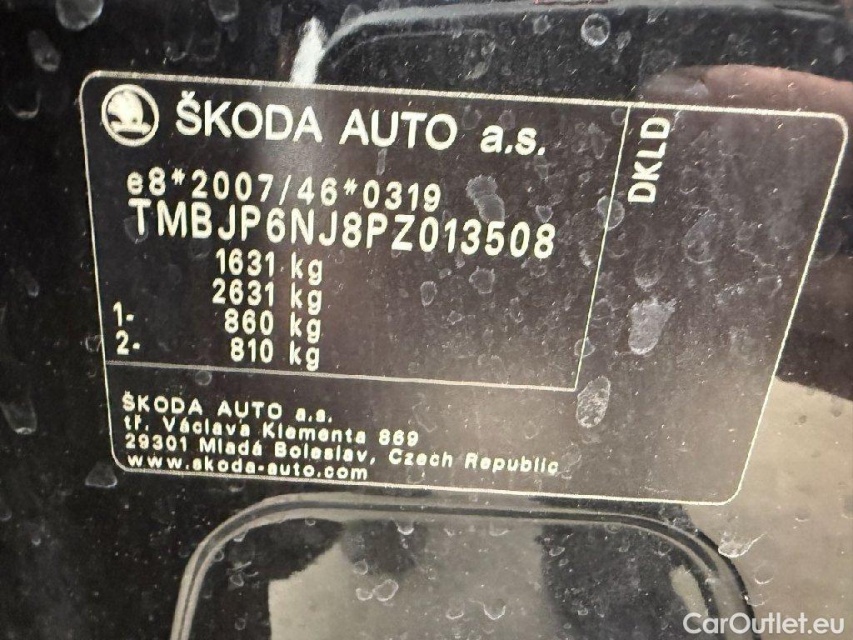 ŠKODA AUTO a.s.
DKLD
e8*2007/46*0319
TMBJP6NJ8PZ013508
1631 kg
2631 kg
1- 860 kg
2- 810 kg
ŠKODA AUTO a.s.
tř. Václava Klementa 869
29301 Mladá Boleslav, Czech Republic
www.skoda-auto.com
CarOutlet.eu